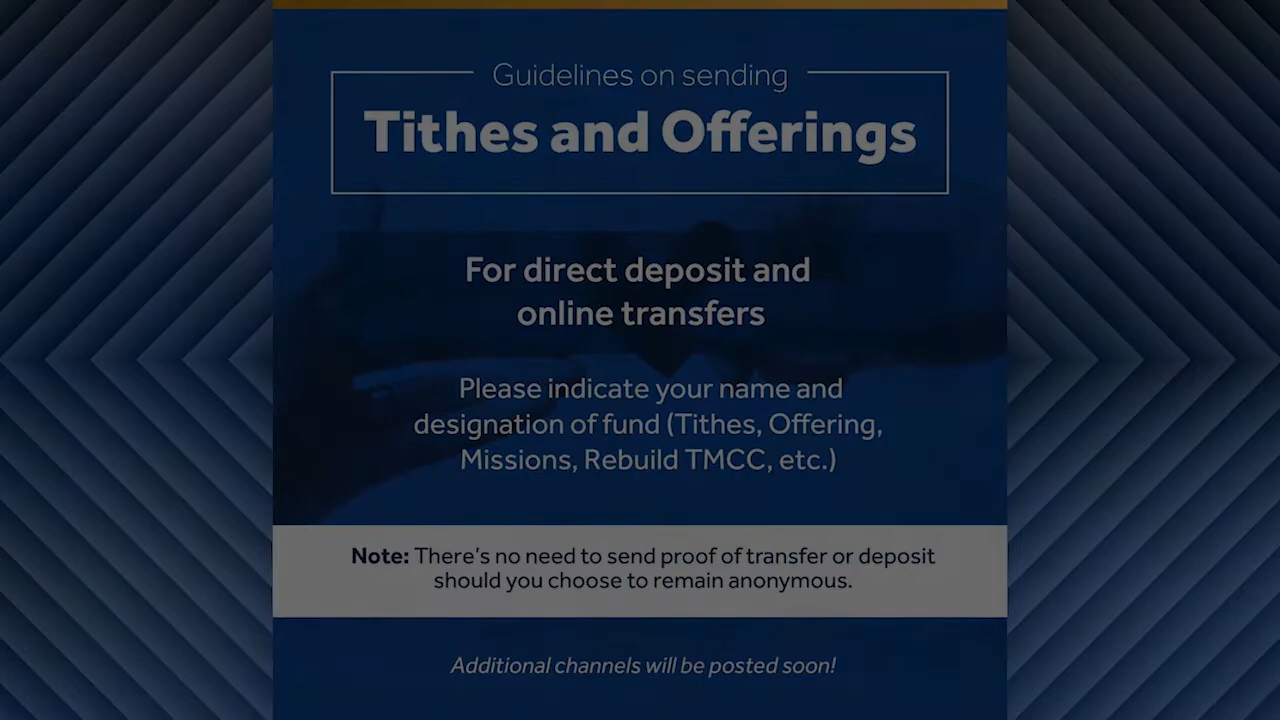 Guidelines on sending
Tithes and Offerings
For direct deposit and
online transfers
Please indicate your name and
designation of fund (Tithes, Offering,
Missions, Rebuild TMCC, etc.)
Note: There's no need to send proof of transfer or deposit
should you choose to remain anonymous.
Additional channels will be posted soon!